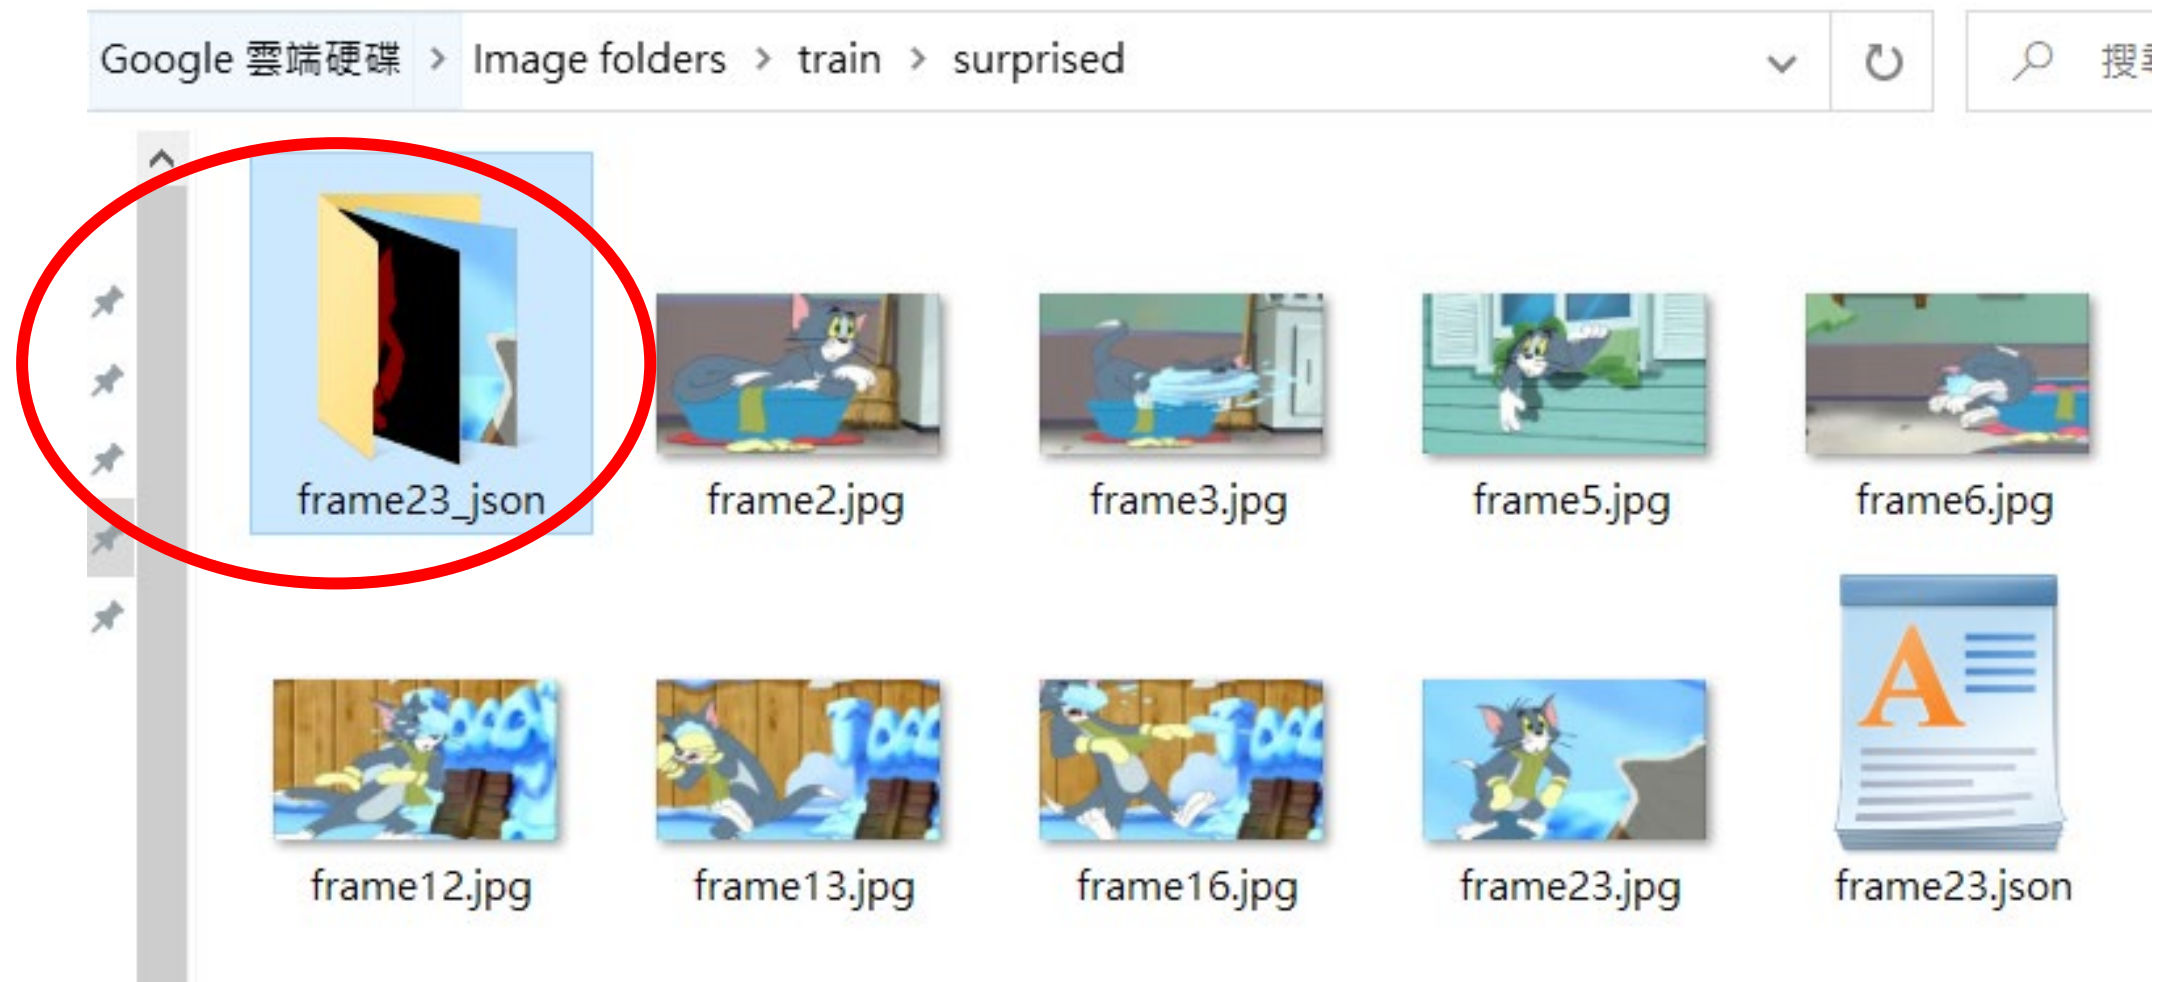 Google 雲端硬碟 > Image folders > train > surprised
搜
frame23_json
frame2.jpg
frame3.jpg
frame5.jpg
frame6.jpg
frame12.jpg
frame13.jpg
frame16.jpg
frame23.jpg
frame23.json